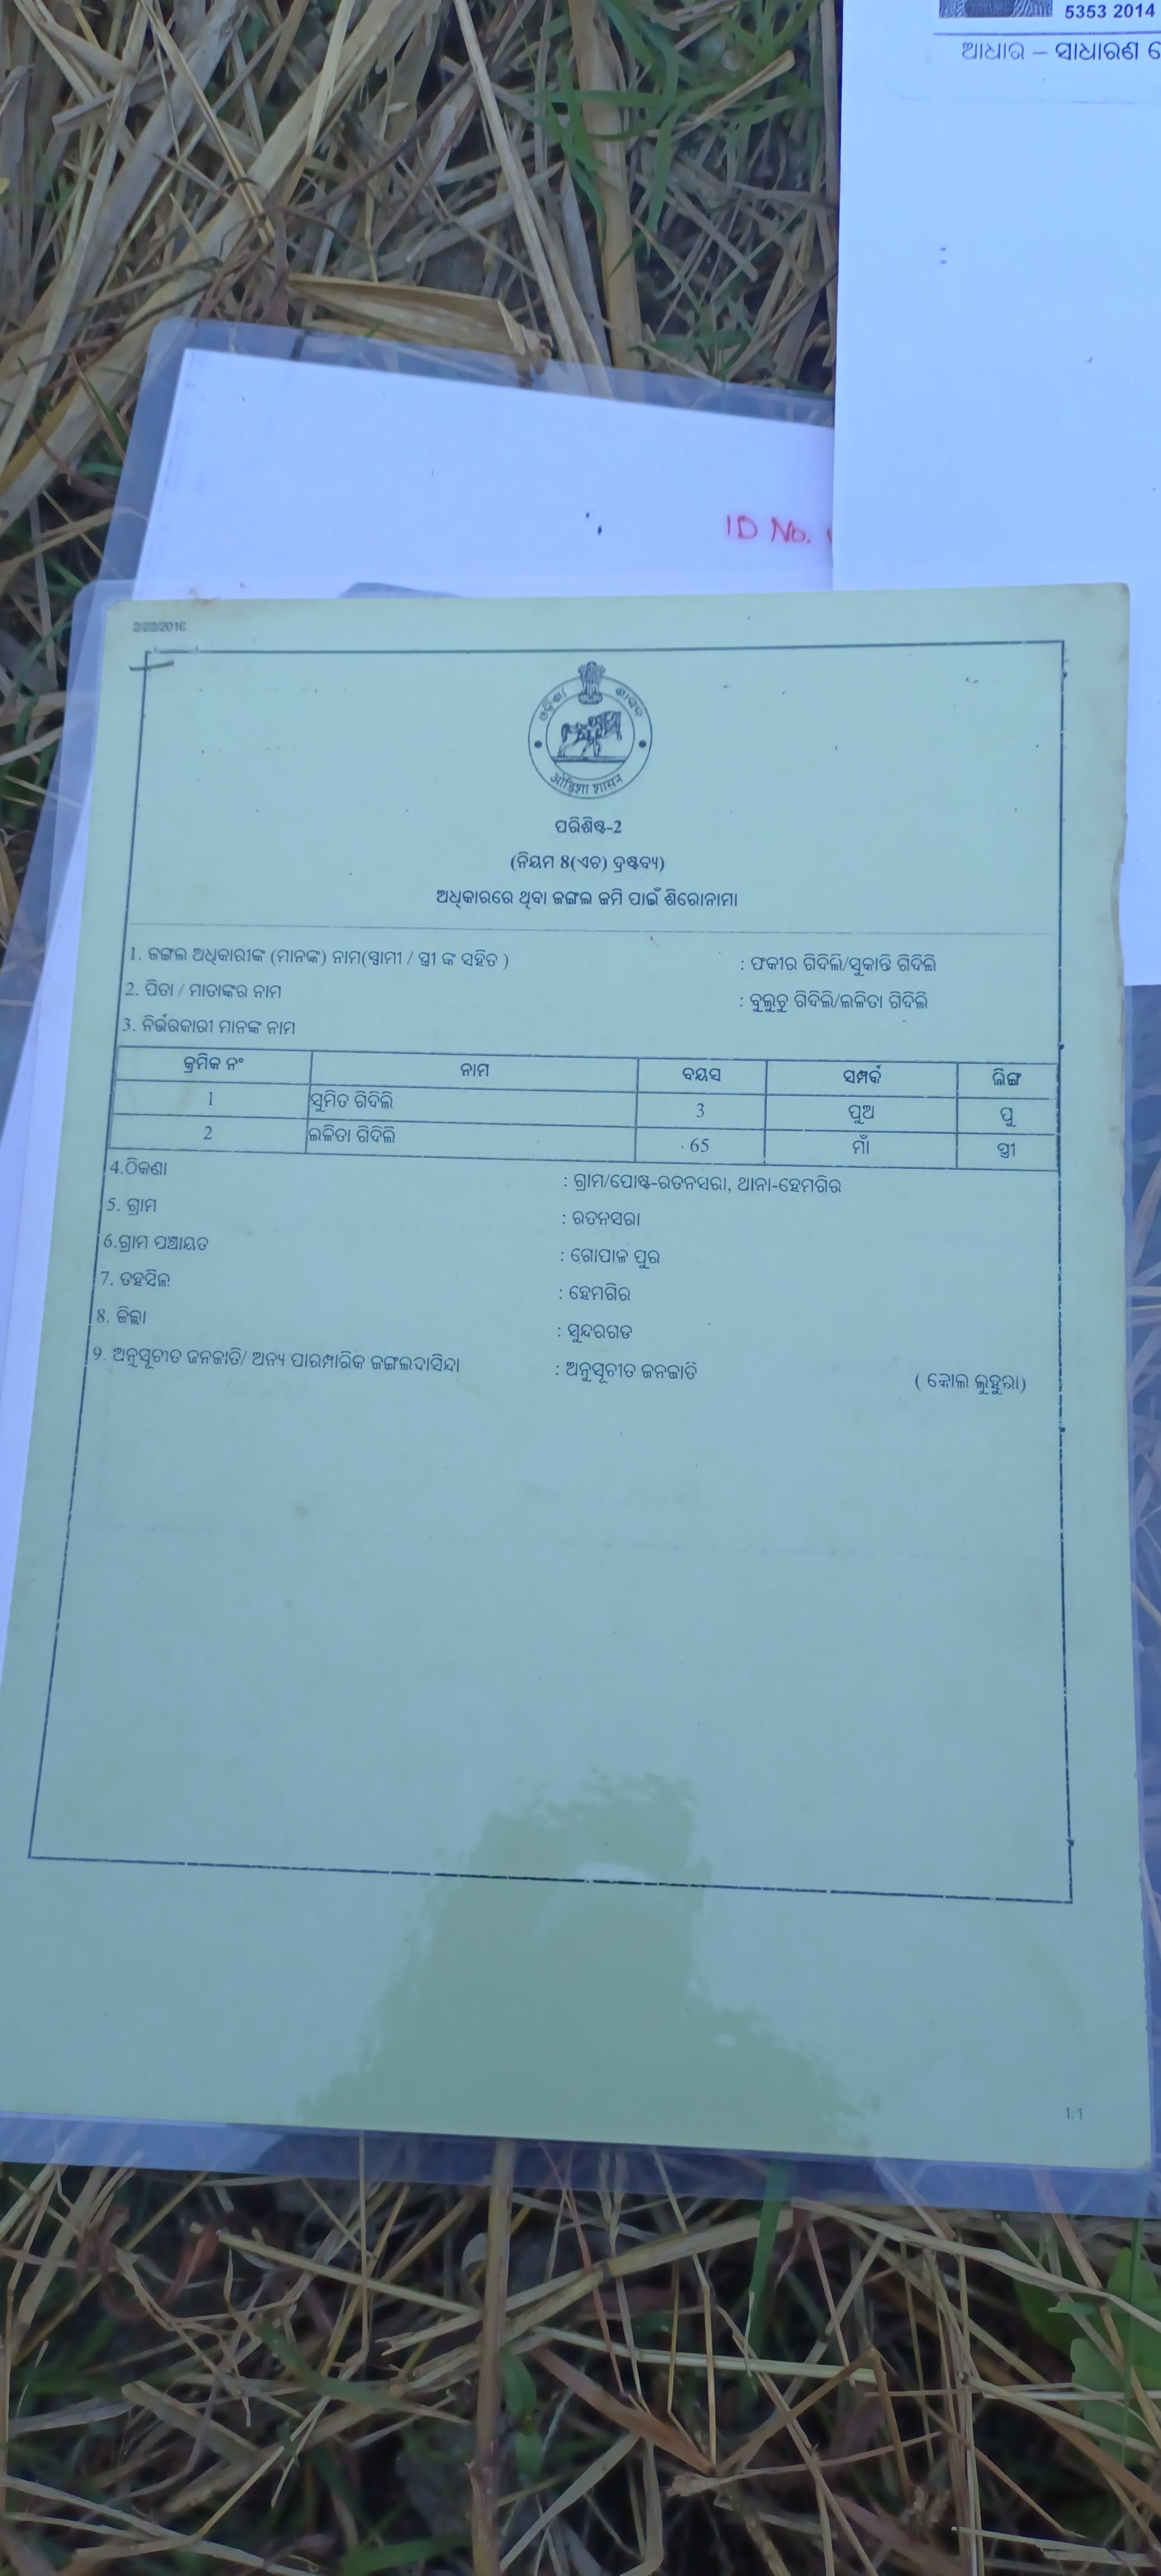 5353 2014
ଆଧାର – ସାଧାରଣ
ID No.
2/22/2016
ଓଡ଼ିଶା ଶାସନ
ओड़िशा शासन
ପରିଶିଷ୍ଟ-2
(ନିୟମ 8(ଏଚ) ଦ୍ରଷ୍ଟବ୍ୟ)
ଅଧିକାରରେ ଥିବା ଜଙ୍ଗଲ ଜମି ପାଇଁ ଶିରୋନାମା
1. ଜଙ୍ଗଲ ଅଧିକାରୀଙ୍କ (ମାନଙ୍କ) ନାମ(ସ୍ଵାମୀ / ସ୍ତ୍ରୀ ଙ୍କ ସହିତ ) : ଫକୀର ଗିଦିଲି/ସୁକାନ୍ତି ଗିଦିଲି
2. ପିତା / ମାତାଙ୍କର ନାମ : ବୁଲୁଚୁ ଗିଦିଲି/ଲଳିତା ଗିଦିଲି
3. ନିର୍ଭରକାରୀ ମାନଙ୍କ ନାମ
କ୍ରମିକ ନଂ ନାମ ବୟସ ସମ୍ପର୍କ ଲିଙ୍ଗ
1 ସୁମିତ ଗିଦିଲି 3 ପୁଅ ପୁ
2 ଲଳିତା ଗିଦିଲି 65 ମାଁ ସ୍ତ୍ରୀ
4.ଠିକଣା : ଗ୍ରାମ/ପୋଷ୍ଟ-ରତନସରା, ଥାନା-ହେମଗିର
5. ଗ୍ରାମ : ରତନସରା
6.ଗ୍ରାମ ପଞ୍ଚାୟତ : ଗୋପାଳ ପୁର
7. ତହସିଲ : ହେମଗିର
8. ଜିଲ୍ଲା : ସୁନ୍ଦରଗଡ
9. ଅନୁସୂଚୀତ ଜନଜାତି/ ଅନ୍ୟ ପାରମ୍ପାରିକ ଜଙ୍ଗଲବାସିନ୍ଦା : ଅନୁସୂଚୀତ ଜନଜାତି ( କୋଲ ଲୁହୁରା)
1/1